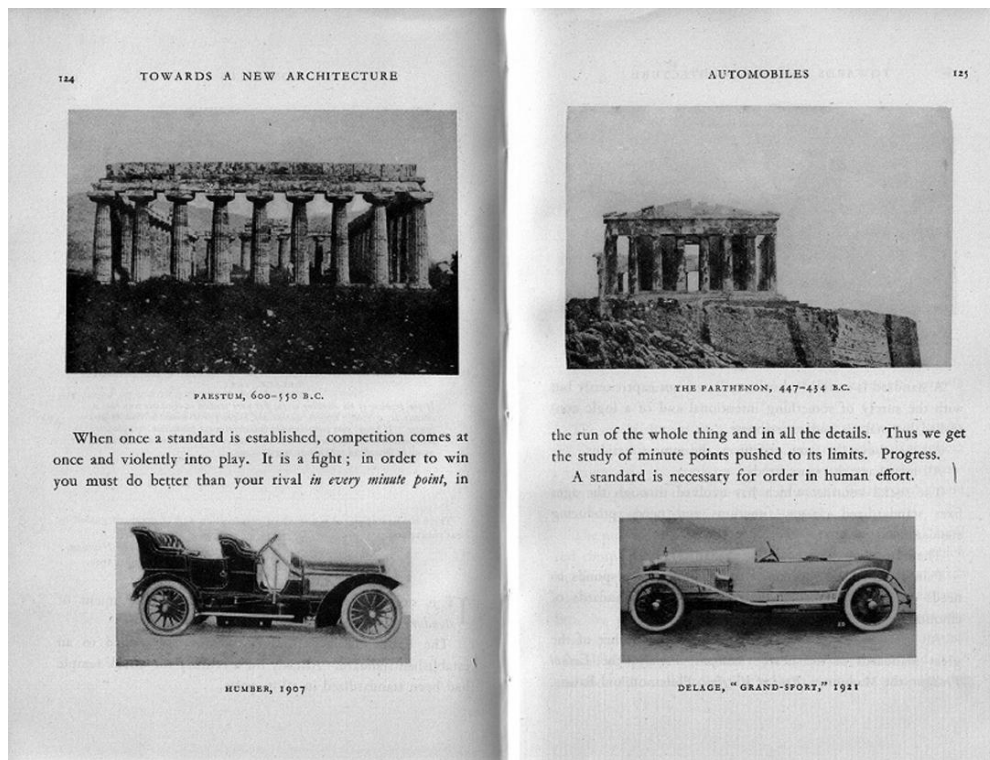 124 TOWARDS A NEW ARCHITECTURE
PAESTUM, 600–550 B.C.
When once a standard is established, competition comes at
once and violently into play. It is a fight; in order to win
you must do better than your rival in every minute point, in
HUMBER, 1907
AUTOMOBILES 125
THE PARTHENON, 447–434 B.C.
the run of the whole thing and in all the details. Thus we get
the study of minute points pushed to its limits. Progress.
A standard is necessary for order in human effort.
DELAGE, "GRAND-SPORT," 1921